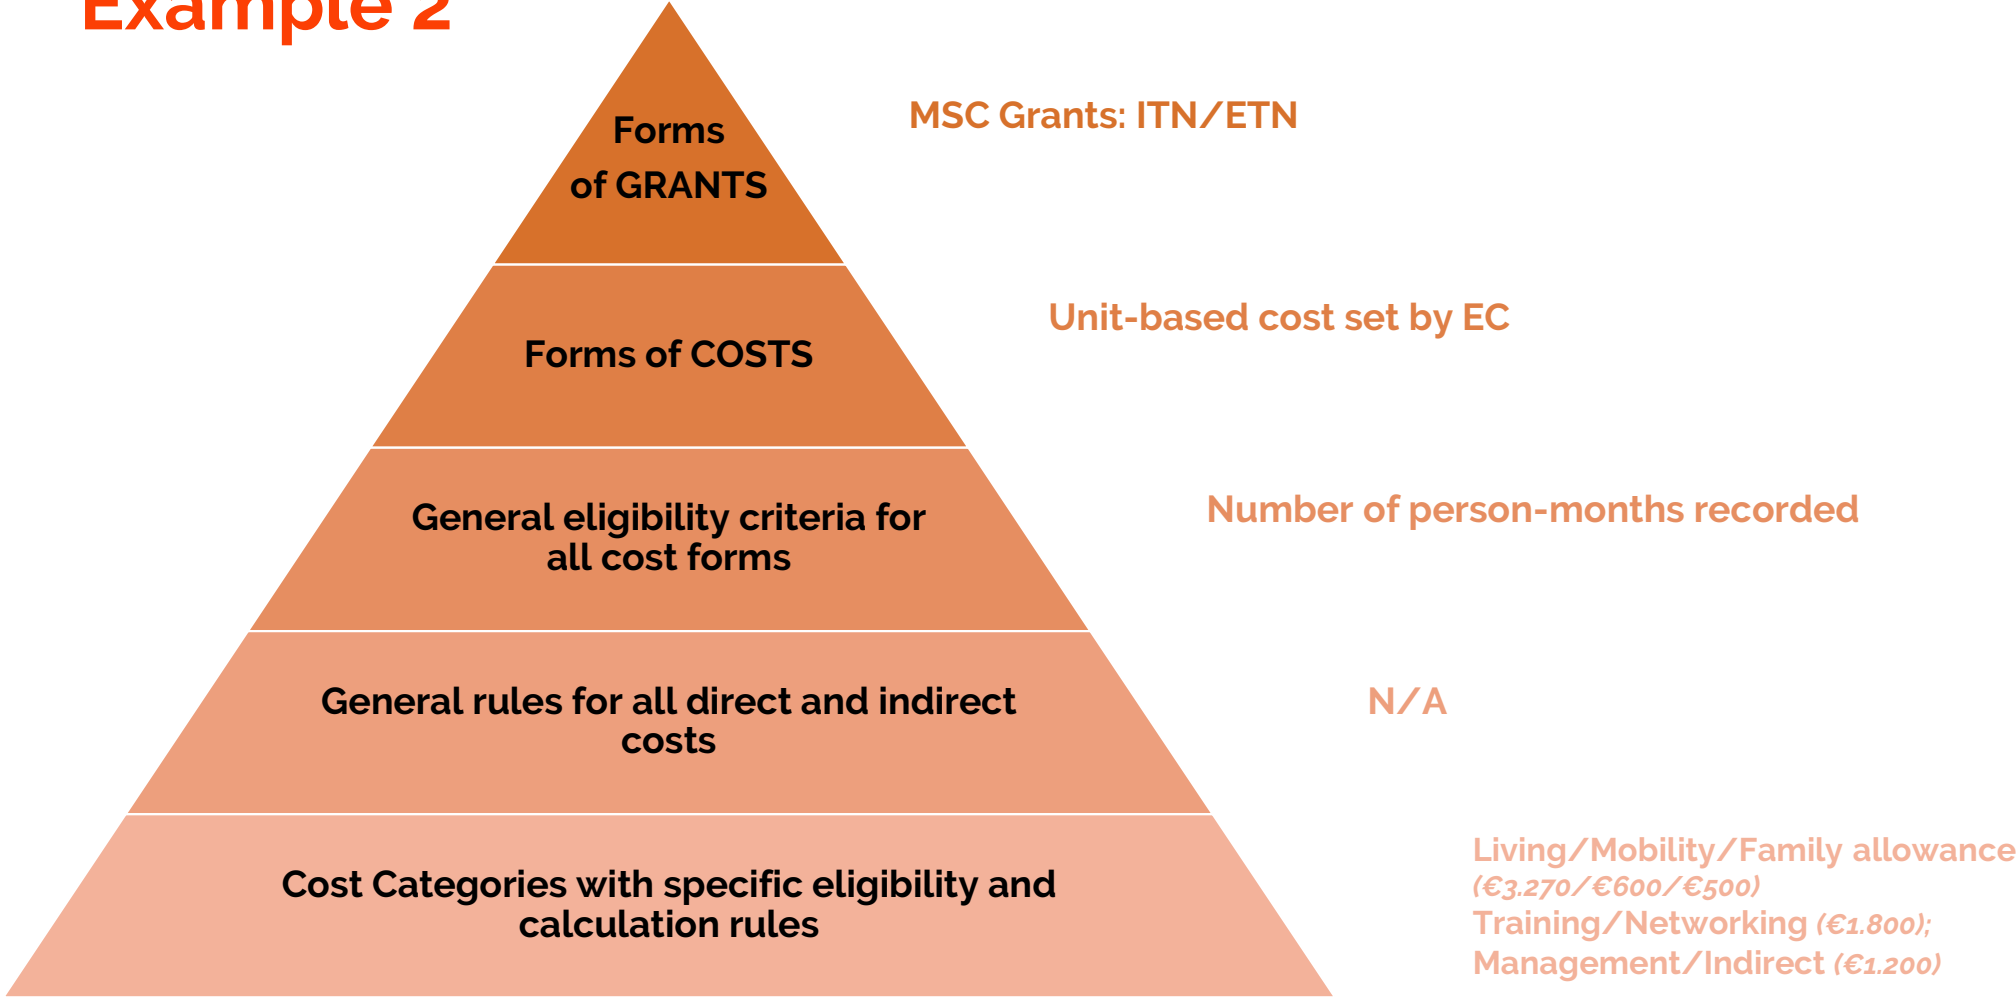 Example 2
Forms
of GRANTS
MSC Grants: ITN/ETN
Forms of COSTS
Unit-based cost set by EC
General eligibility criteria for
all cost forms
Number of person-months recorded
General rules for all direct and indirect
costs
N/A
Cost Categories with specific eligibility and
calculation rules
Living/Mobility/Family allowance
(€3.270/€600/€500)
Training/Networking (€1.800);
Management/Indirect (€1.200)